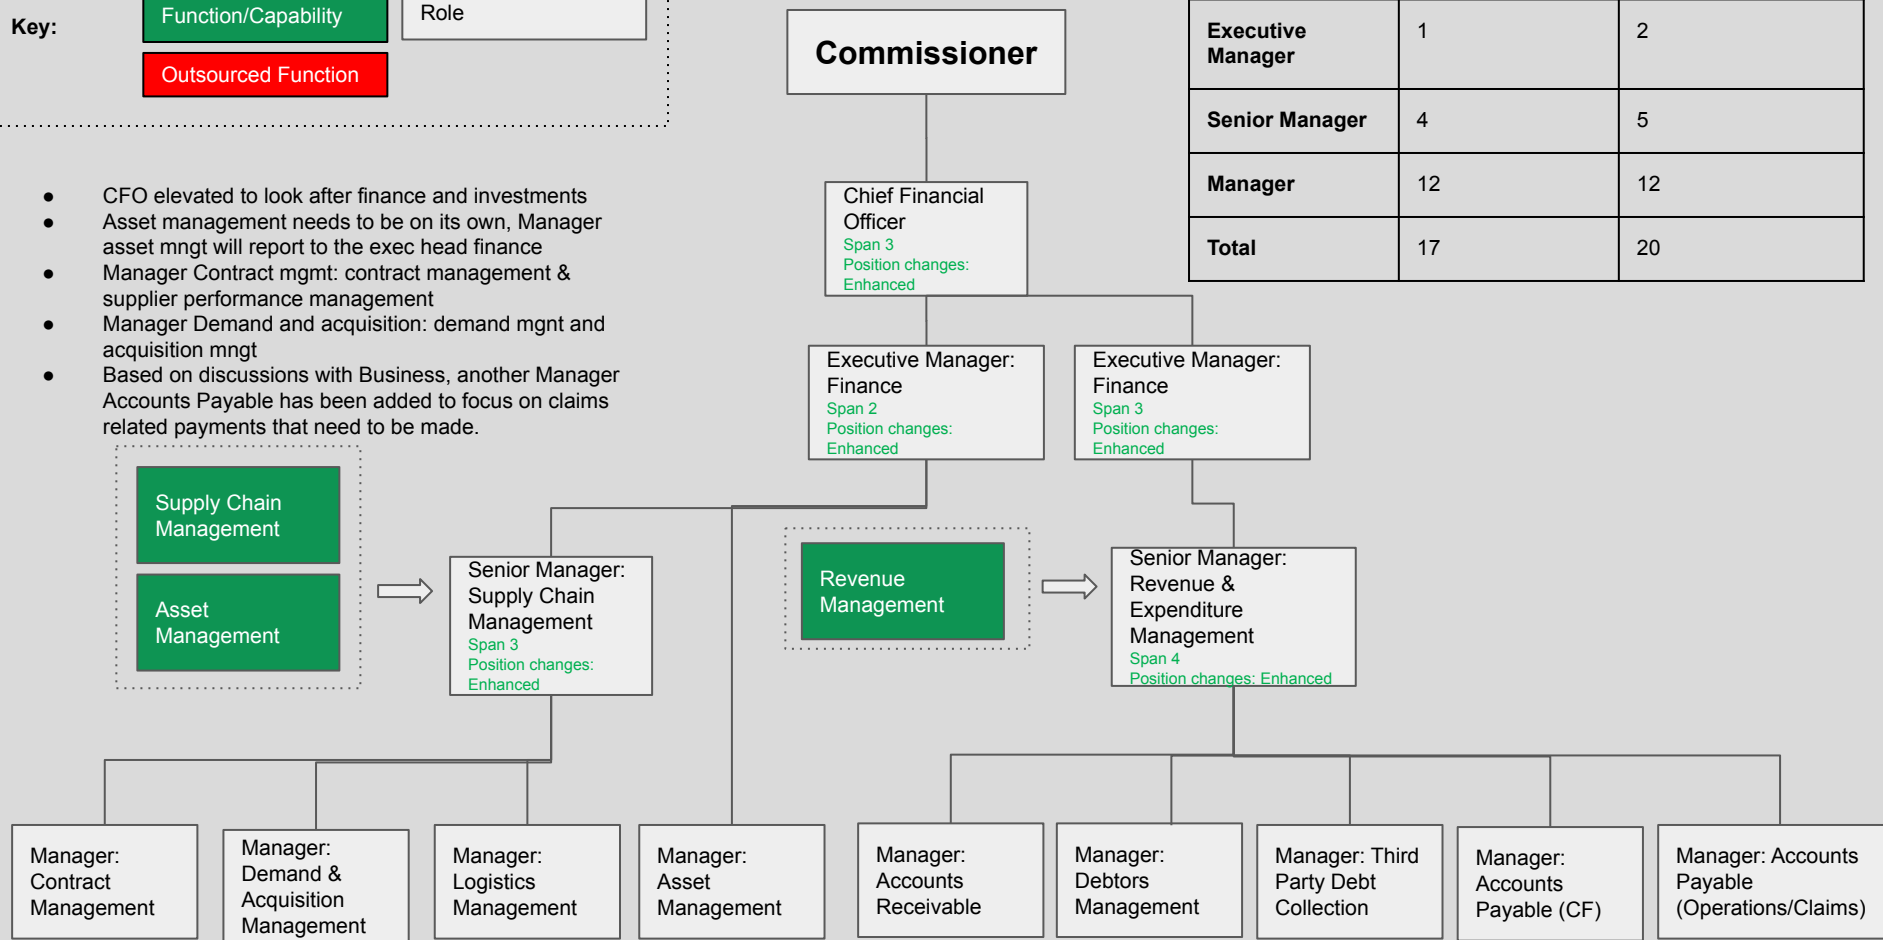 Key:
Function/Capability
Role
Outsourced Function
Commissioner
Executive
Manager
1
2
Senior Manager
4
5
Manager
12
12
Total
17
20
● CFO elevated to look after finance and investments
● Asset management needs to be on its own, Manager
asset mngt will report to the exec head finance
● Manager Contract mgmt: contract management &
supplier performance management
● Manager Demand and acquisition: demand mgnt and
acquisition mngt
● Based on discussions with Business, another Manager
Accounts Payable has been added to focus on claims
related payments that need to be made.
Chief Financial
Officer
Span 3
Position changes:
Enhanced
Executive Manager:
Finance
Span 2
Position changes:
Enhanced
Executive Manager:
Finance
Span 3
Position changes:
Enhanced
Supply Chain
Management
Asset
Management
Senior Manager:
Supply Chain
Management
Span 3
Position changes:
Enhanced
Revenue
Management
Senior Manager:
Revenue &
Expenditure
Management
Span 4
Position changes: Enhanced
Manager:
Contract
Management
Manager:
Demand &
Acquisition
Management
Manager:
Logistics
Management
Manager:
Asset
Management
Manager:
Accounts
Receivable
Manager:
Debtors
Management
Manager: Third
Party Debt
Collection
Manager:
Accounts
Payable (CF)
Manager: Accounts
Payable
(Operations/Claims)